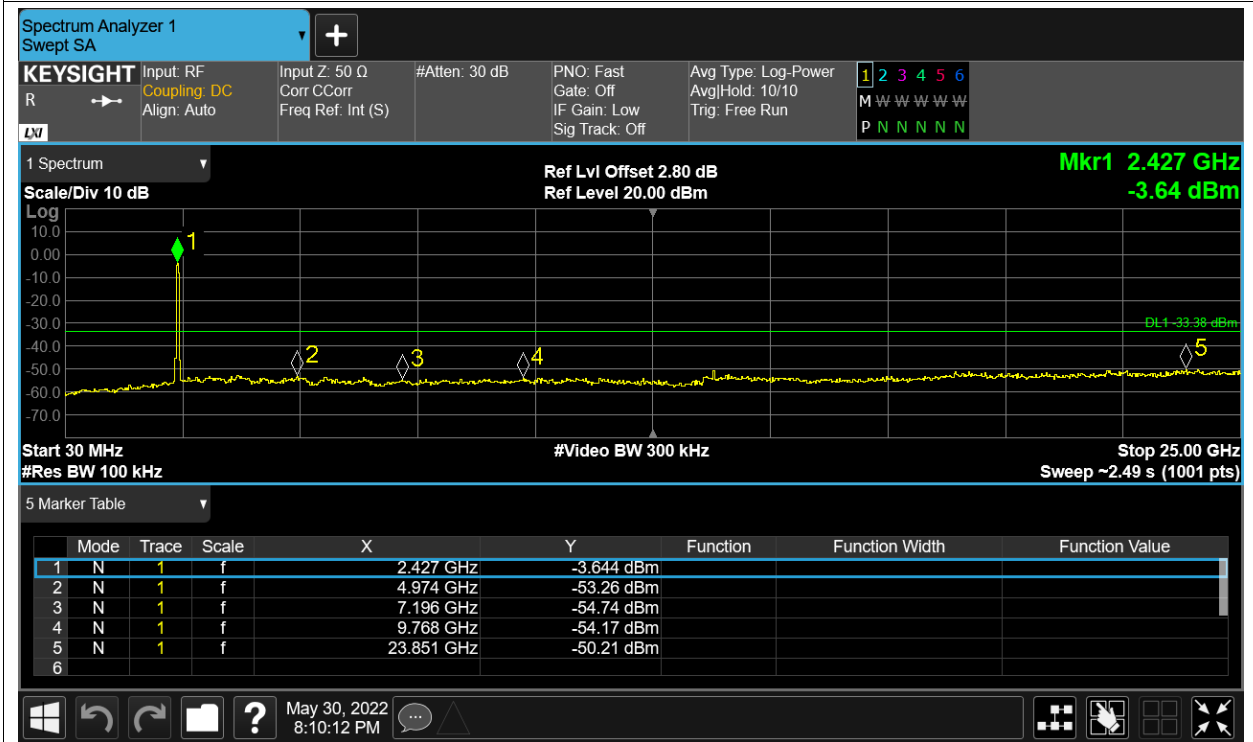 Spectrum Analyzer 1
Swept SA
+
KEYSIGHT Input: RF Input Z: 50 Ω #Atten: 30 dB PNO: Fast Avg Type: Log-Power 1 2 3 4 5 6
R Coupling: DC Corr CCorr Gate: Off Avg|Hold: 10/10 M W W W W W
Align: Auto Freq Ref: Int (S) IF Gain: Low Trig: Free Run
LXI Sig Track: Off P N N N N N
1 Spectrum Ref Lvl Offset 2.80 dB Mkr1 2.427 GHz
Scale/Div 10 dB Ref Level 20.00 dBm -3.64 dBm
Log
10.0
1
0.00
-10.0
-20.0
-30.0 DL1 -33.38 dBm
-40.0
2 3 4 5
-50.0
-60.0
-70.0
Start 30 MHz #Video BW 300 kHz Stop 25.00 GHz
#Res BW 100 kHz Sweep ~2.49 s (1001 pts)
5 Marker Table
Mode Trace Scale X Y Function Function Width Function Value
1 N 1 f 2.427 GHz -3.644 dBm
2 N 1 f 4.974 GHz -53.26 dBm
3 N 1 f 7.196 GHz -54.74 dBm
4 N 1 f 9.768 GHz -54.17 dBm
5 N 1 f 23.851 GHz -50.21 dBm
6
? May 30, 2022
8:10:12 PM